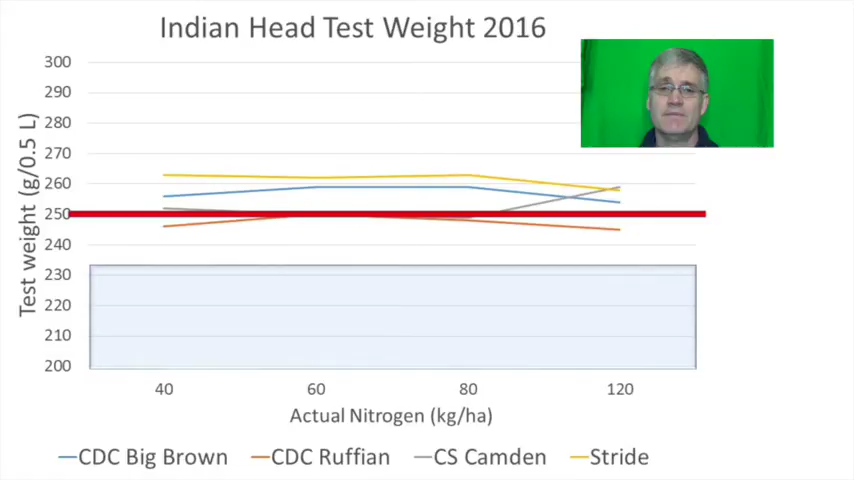 Indian Head Test Weight 2016
300
290
280
270
260
250
240
230
220
210
200
Test weight (g/0.5 L)
40 60 80 120
Actual Nitrogen (kg/ha)
CDC Big Brown CDC Ruffian CS Camden Stride